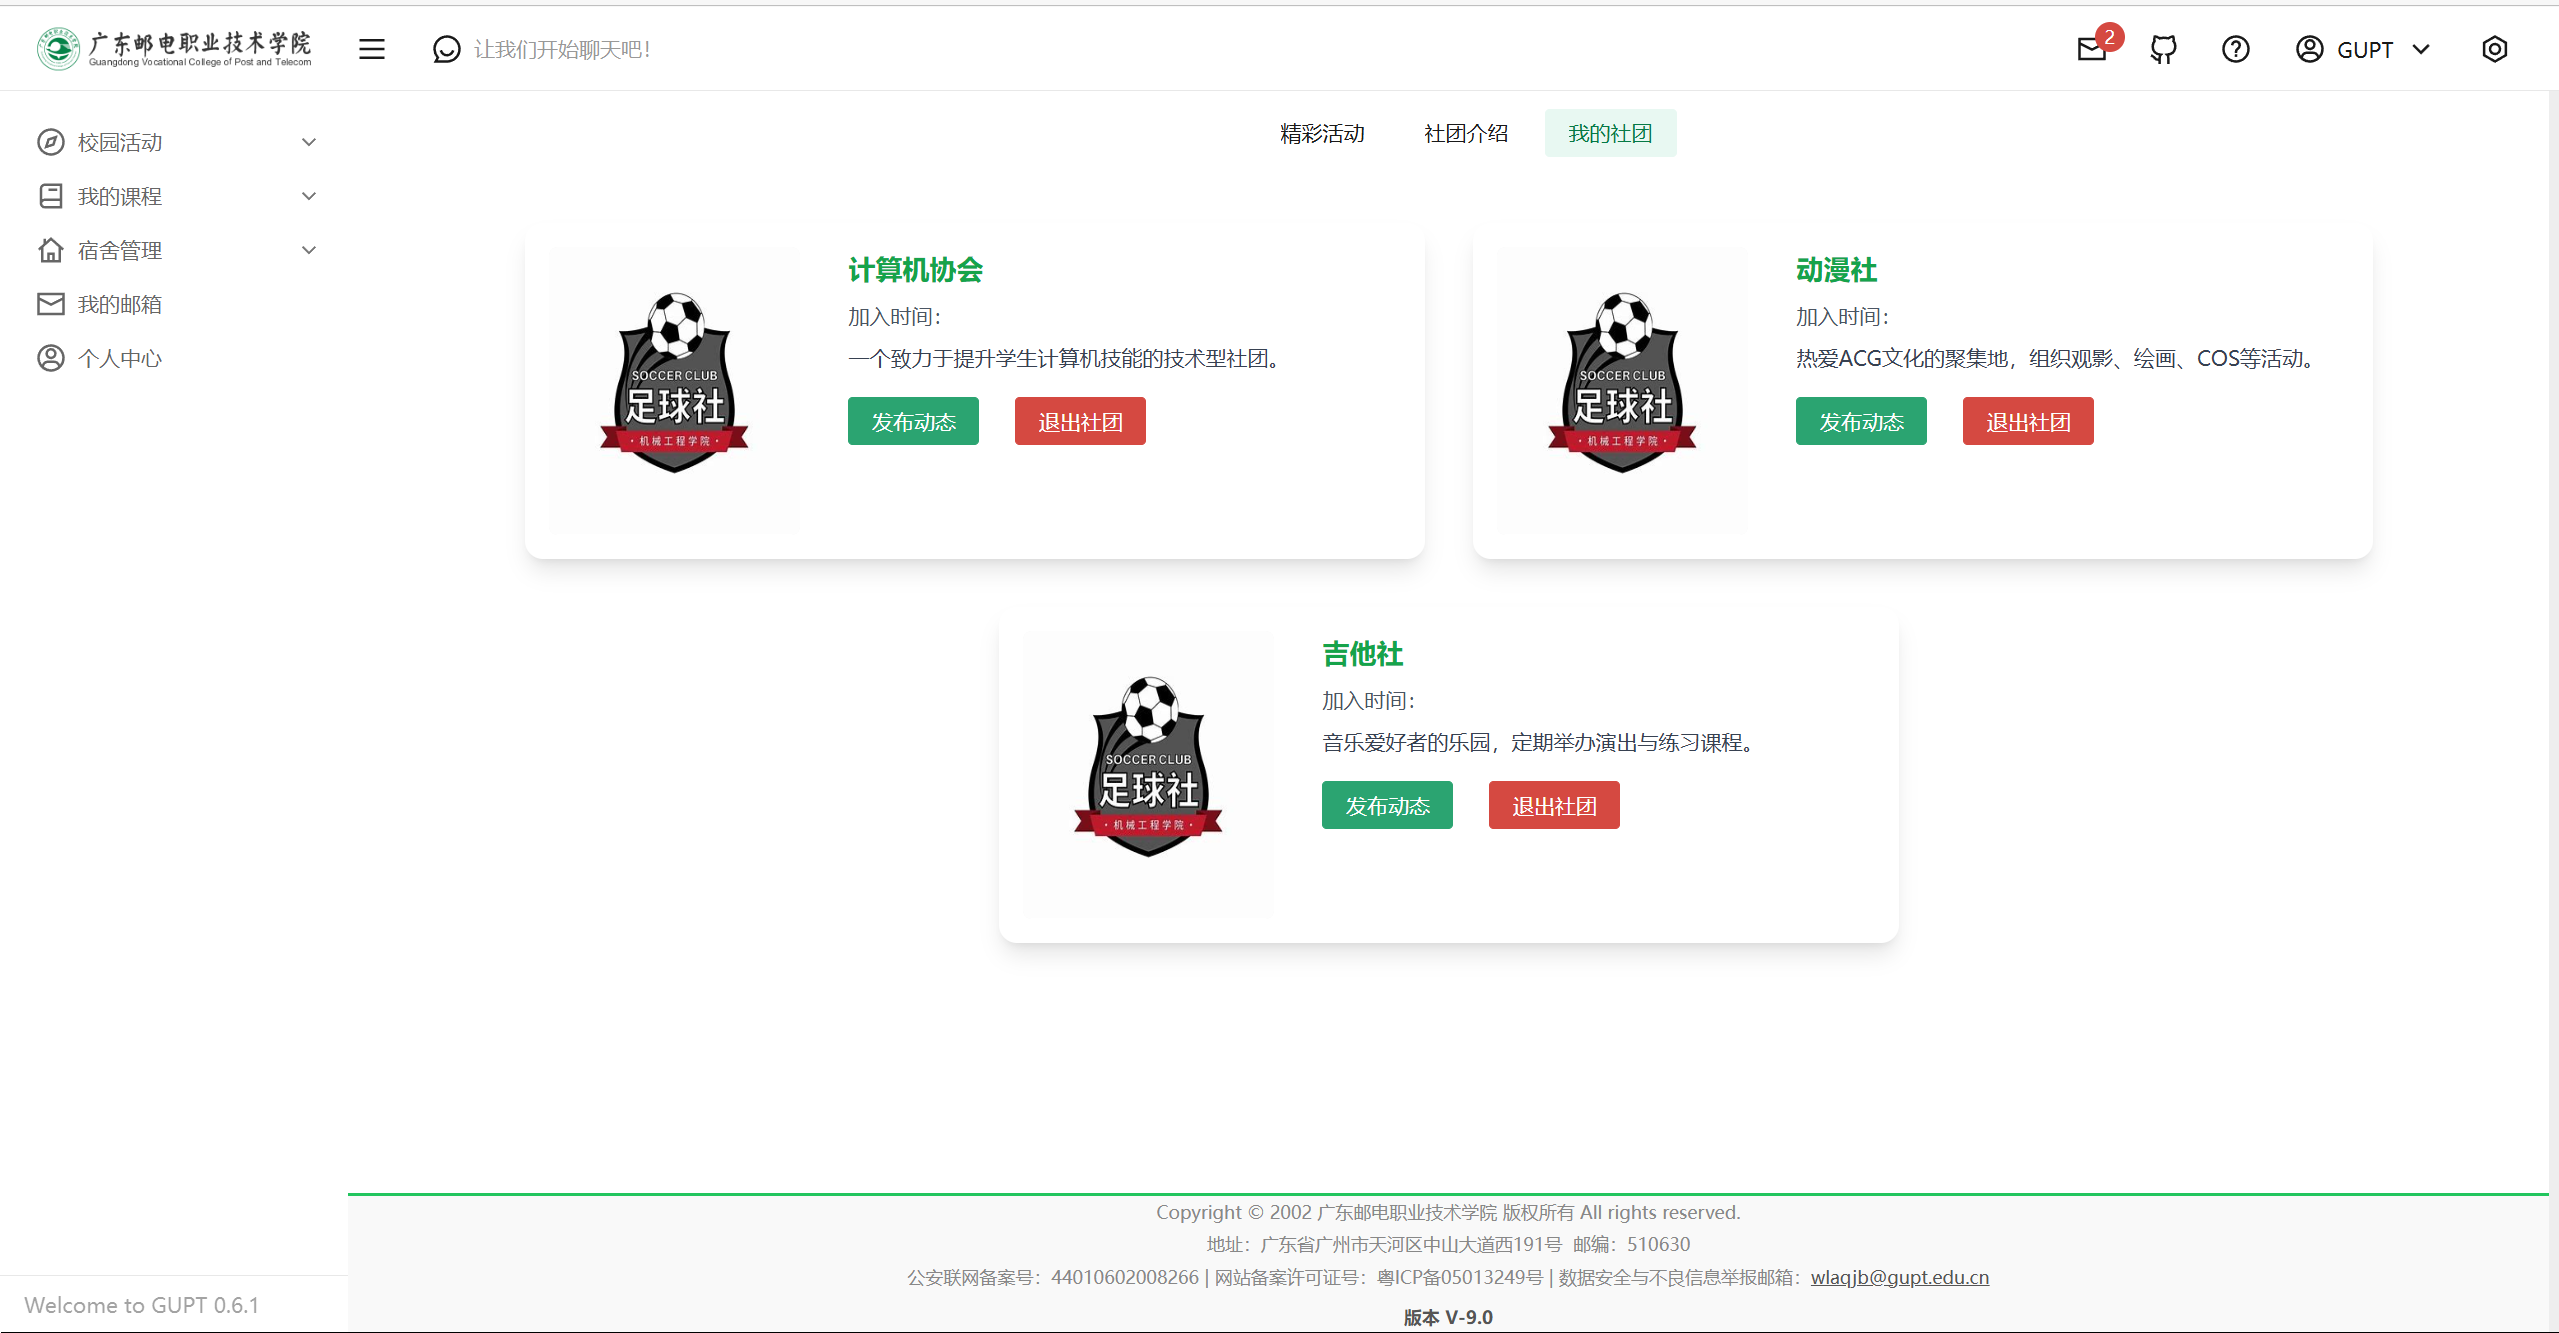 广东邮电职业技术学院
Guangdong Vocational College of Post and Telecom
让我们开始聊天吧！
2
GUPT
校园活动
我的课程
宿舍管理
我的邮箱
个人中心
精彩活动
社团介绍
我的社团
SOCCER CLUB
足球社
·机械工程学院·
计算机协会
加入时间：
一个致力于提升学生计算机技能的技术型社团。
发布动态
退出社团
SOCCER CLUB
足球社
·机械工程学院·
动漫社
加入时间：
热爱ACG文化的聚集地，组织观影、绘画、COS等活动。
发布动态
退出社团
SOCCER CLUB
足球社
·机械工程学院·
吉他社
加入时间：
音乐爱好者的乐园，定期举办演出与练习课程。
发布动态
退出社团
Copyright © 2002 广东邮电职业技术学院 版权所有 All rights reserved.
地址：广东省广州市天河区中山大道西191号 邮编：510630
公安联网备案号：44010602008266 | 网站备案许可证号：粤ICP备05013249号 | 数据安全与不良信息举报邮箱：wlaqjb@gupt.edu.cn
版本 V-9.0
Welcome to GUPT 0.6.1